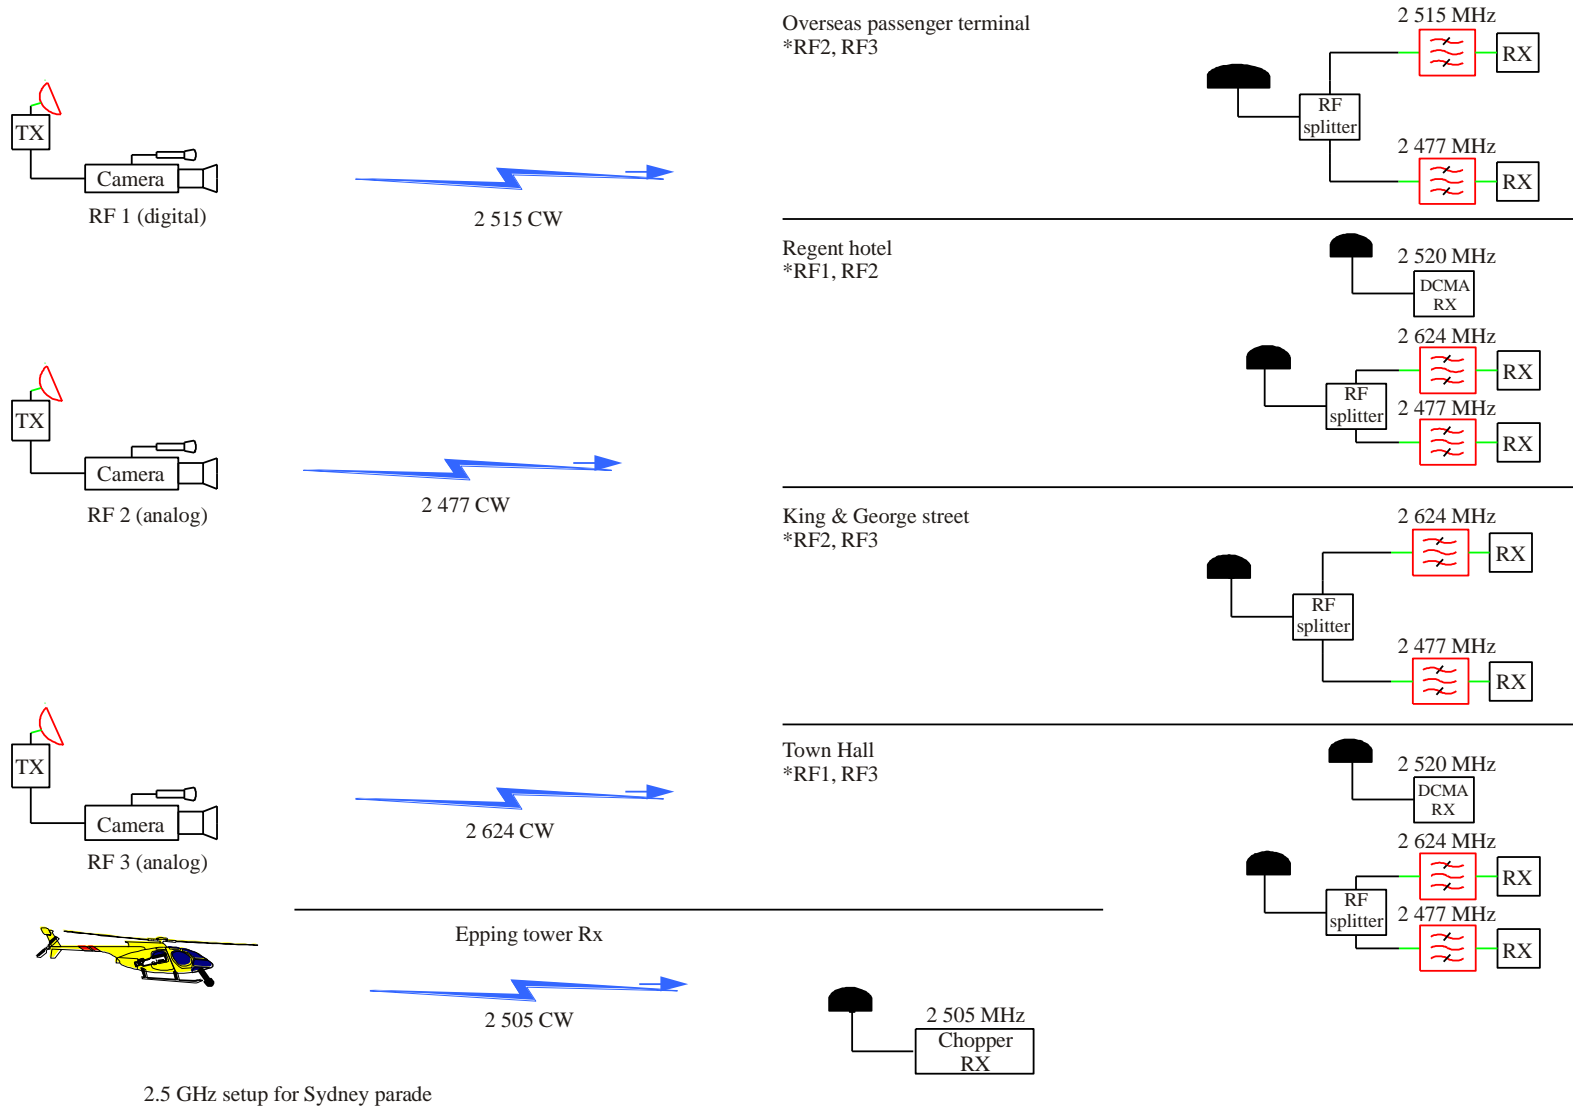 TX
Camera
RF 1 (digital)
2 515 CW
Overseas passenger terminal
*RF2, RF3
2 515 MHz
RX
RF
splitter
2 477 MHz
RX
TX
Camera
RF 2 (analog)
2 477 CW
Regent hotel
*RF1, RF2
2 520 MHz
DCMA
RX
2 624 MHz
RX
RF
splitter
2 477 MHz
RX
King & George street
*RF2, RF3
2 624 MHz
RX
RF
splitter
2 477 MHz
RX
TX
Camera
RF 3 (analog)
2 624 CW
Town Hall
*RF1, RF3
2 520 MHz
DCMA
RX
2 624 MHz
RX
RF
splitter
2 477 MHz
RX
Epping tower Rx
2 505 CW
2 505 MHz
Chopper
RX
2.5 GHz setup for Sydney parade